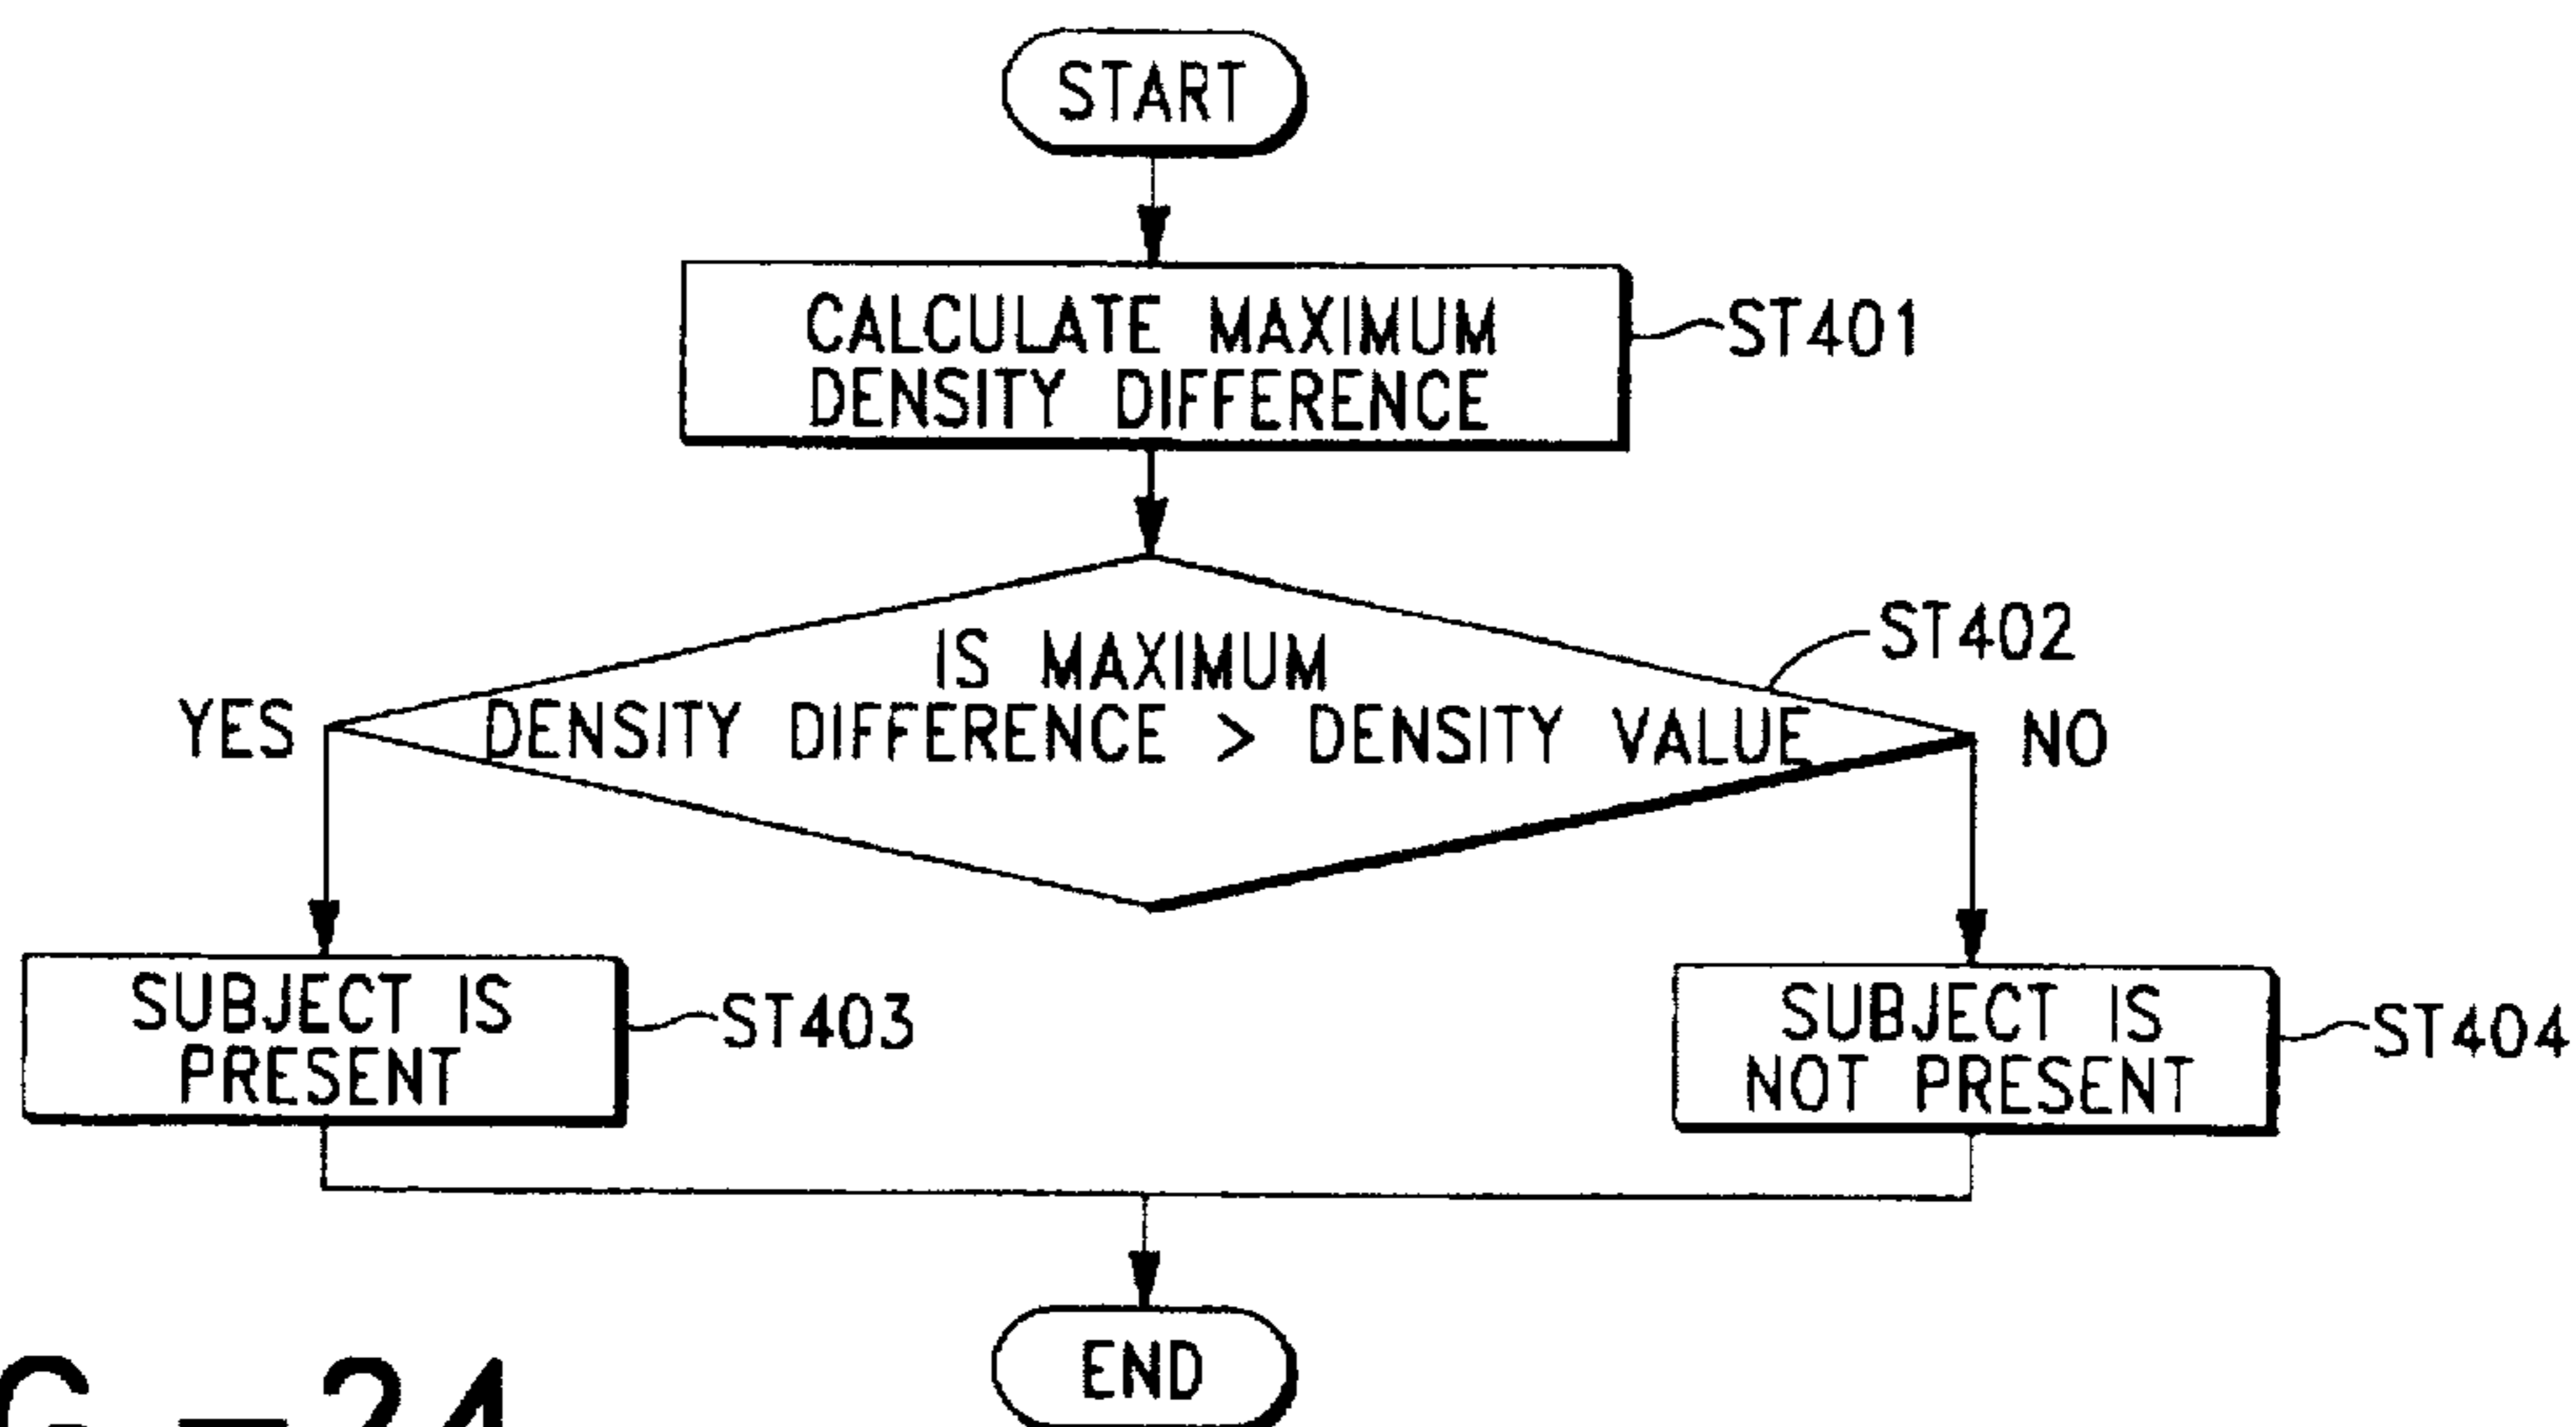 START
CALCULATE MAXIMUM
DENSITY DIFFERENCE
ST401
IS MAXIMUM
DENSITY DIFFERENCE > DENSITY VALUE
ST402
YES
NO
SUBJECT IS
PRESENT
ST403
SUBJECT IS
NOT PRESENT
ST404
END